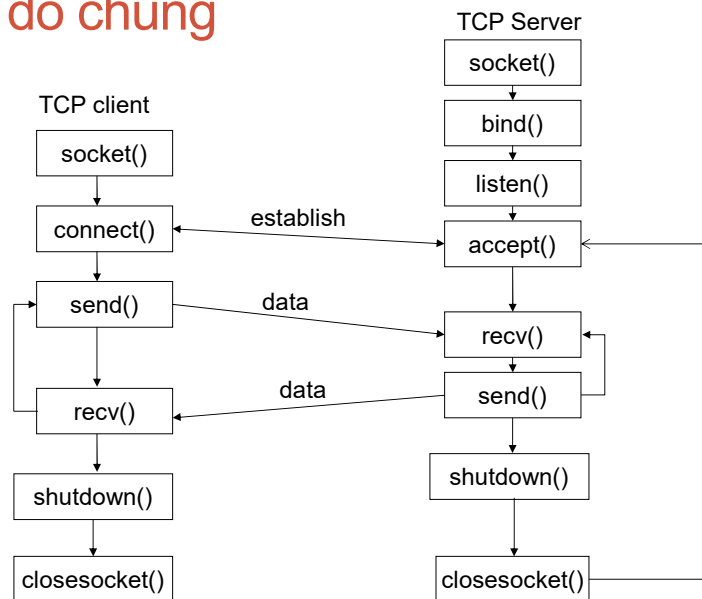 do chung
TCP Server
socket()
bind()
listen()
accept()
recv()
send()
shutdown()
closesocket()
TCP client
socket()
connect()
send()
recv()
shutdown()
closesocket()
establish
data
data